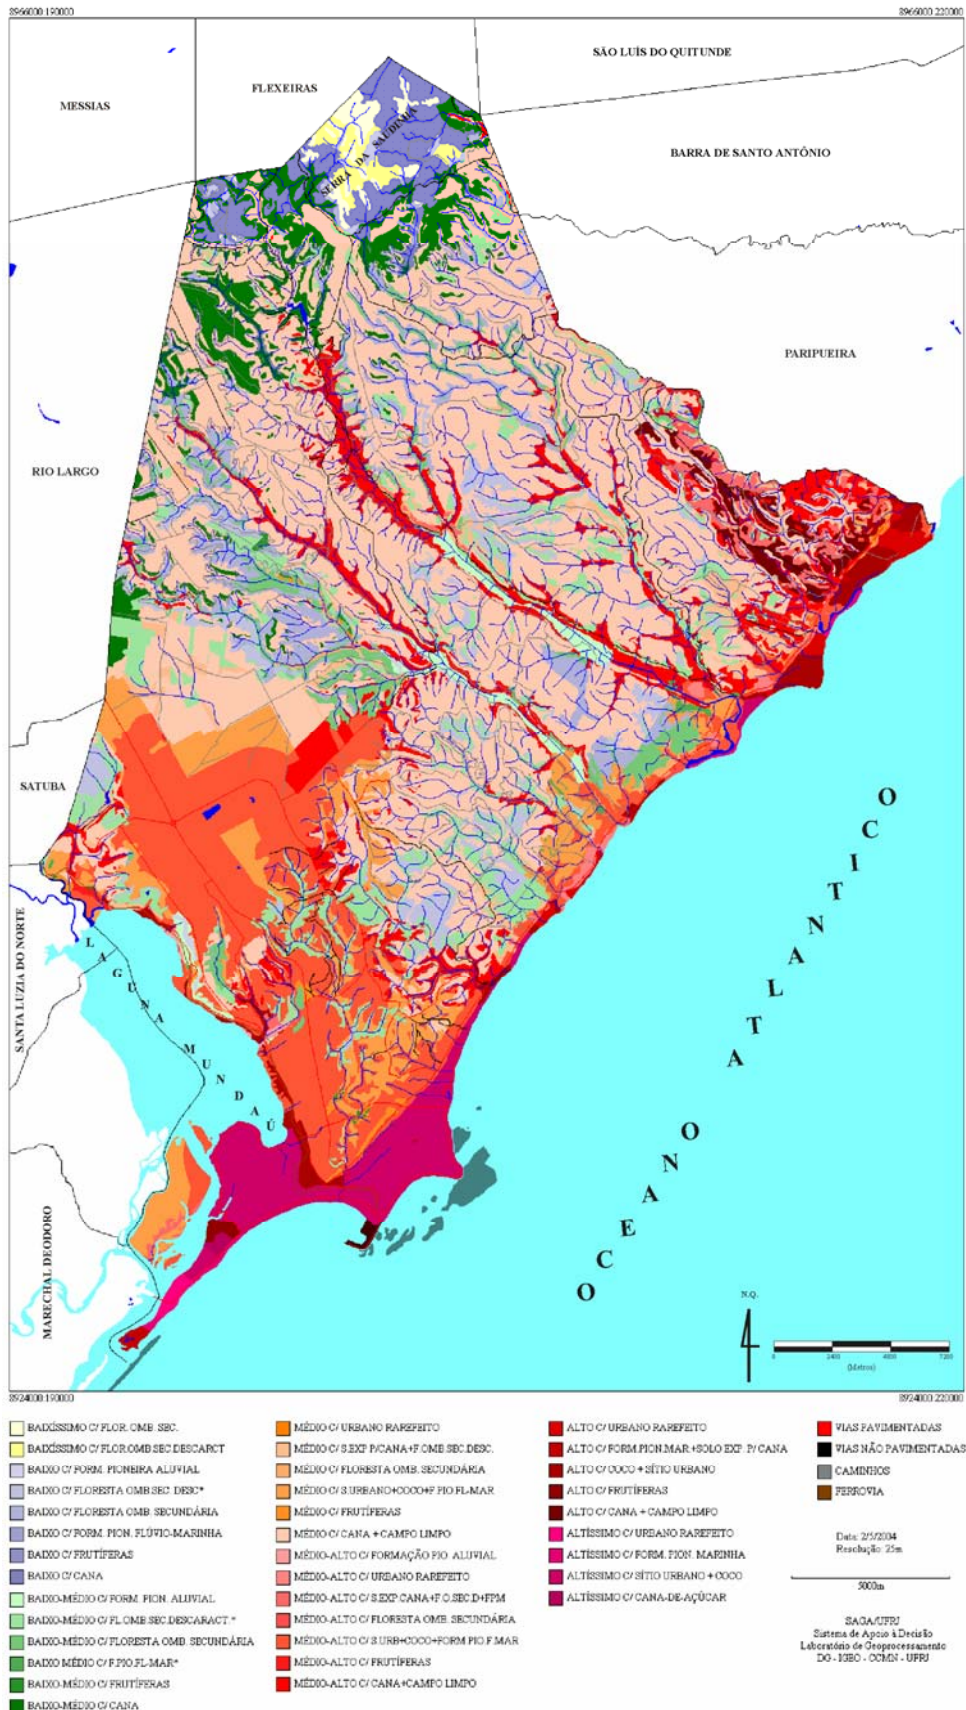 8966000:190000
8966000:220000
SÃO LUÍS DO QUITUNDE
FLEXEIRAS
MESSIAS
BARRA DE SANTO ANTÔNIO
SERRA DA SAUDINHA
PARIPUEIRA
RIO LARGO
SATUBA
SANTA LUZIA DO NORTE
LAGUNA MUNDAÚ
OCEANO ATLANTICO
MARECHAL DEODORO
N.Q.
0 2400 4800 7200
(Metros)
8924000:190000
8924000:220000
BAIXÍSSIMO C/ FLOR. OMB. SEC.
BAIXÍSSIMO C/ FLOR.OMB.SEC.DESCARCT
BAIXO C/ FORM. PIONEIRA ALUVIAL
BAIXO C/ FLORESTA OMB.SEC. DESC*
BAIXO C/ FLORESTA OMB. SECUNDÁRIA
BAIXO C/ FORM. PION. FLÚVIO-MARINHA
BAIXO C/ FRUTÍFERAS
BAIXO C/ CANA
BAIXO-MÉDIO C/ FORM. PION. ALUVIAL
BAIXO-MÉDIO C/ FL.OMB.SEC.DESCARACT.*
BAIXO-MÉDIO C/ FLORESTA OMB. SECUNDÁRIA
BAIXO MÉDIO C/ F.PIO.FL-MAR*
BAIXO-MÉDIO C/ FRUTÍFERAS
BAIXO-MÉDIO C/ CANA
MÉDIO C/ URBANO RAREFEITO
MÉDIO C/ S.EXP P/CANA+F.OMB.SEC.DESC.
MÉDIO C/ FLORESTA OMB. SECUNDÁRIA
MÉDIO C/ S.URBANO+COCO+F.PIO.FL-MAR
MÉDIO C/ FRUTÍFERAS
MÉDIO C/ CANA + CAMPO LIMPO
MÉDIO-ALTO C/ FORMAÇÃO PIO. ALUVIAL
MÉDIO-ALTO C/ URBANO RAREFEITO
MÉDIO-ALTO C/ S.EXP.CANA+F.O.SEC.D+FPM
MÉDIO-ALTO C/ FLORESTA OMB. SECUNDÁRIA
MÉDIO-ALTO C/ S.URB+COCO+FORM PIO.F.MAR
MÉDIO-ALTO C/ FRUTÍFERAS
MÉDIO-ALTO C/ CANA+CAMPO LIMPO
ALTO C/ URBANO RAREFEITO
ALTO C/ FORM.PION.MAR.+SOLO EXP. P/ CANA
ALTO C/ COCO + SÍTIO URBANO
ALTO C/ FRUTÍFERAS
ALTO C/ CANA + CAMPO LIMPO
ALTÍSSIMO C/ URBANO RAREFEITO
ALTÍSSIMO C/ FORM. PION. MARINHA
ALTÍSSIMO C/ SÍTIO URBANO + COCO
ALTÍSSIMO C/ CANA-DE-AÇÚCAR
VIAS PAVIMENTADAS
VIAS NÃO PAVIMENTADAS
CAMINHOS
FERROVIA
Data: 2/5/2004
Resolução: 25m
5000m
SAGA/UFRJ
Sistema de Apoio à Decisão
Laboratório de Geoprocessamento
DG - IGEO - CCMN - UFRJ